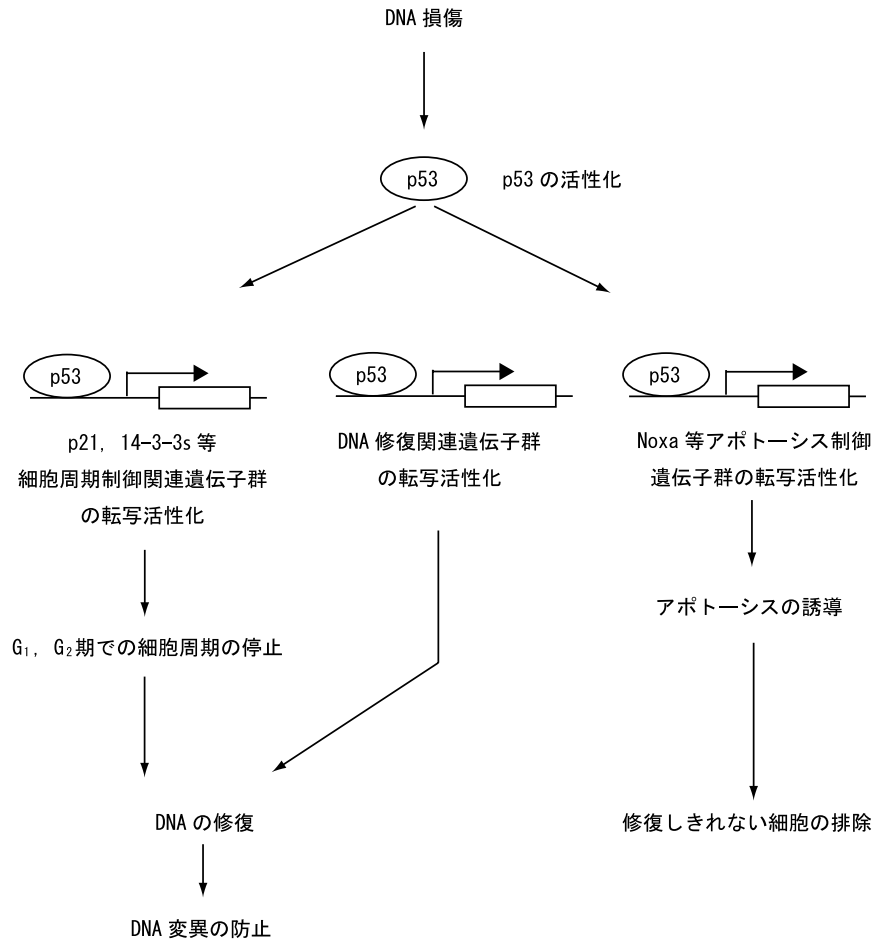 DNA 損傷
p53
p53 の活性化
p53
p53
p53
p21, 14-3-3s 等
細胞周期制御関連遺伝子群
の転写活性化
DNA 修復関連遺伝子群
の転写活性化
Noxa 等アポトーシス制御
遺伝子群の転写活性化
アポトーシスの誘導
G₁, G₂期での細胞周期の停止
DNA の修復
修復しきれない細胞の排除
DNA 変異の防止